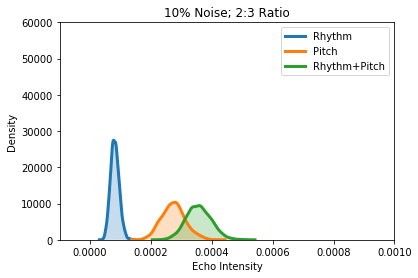 10% Noise; 2:3 Ratio
Rhythm
Pitch
Rhythm+Pitch
60000
50000
40000
30000
20000
10000
0
Density
0.0000 0.0002 0.0004 0.0006 0.0008 0.0010
Echo Intensity